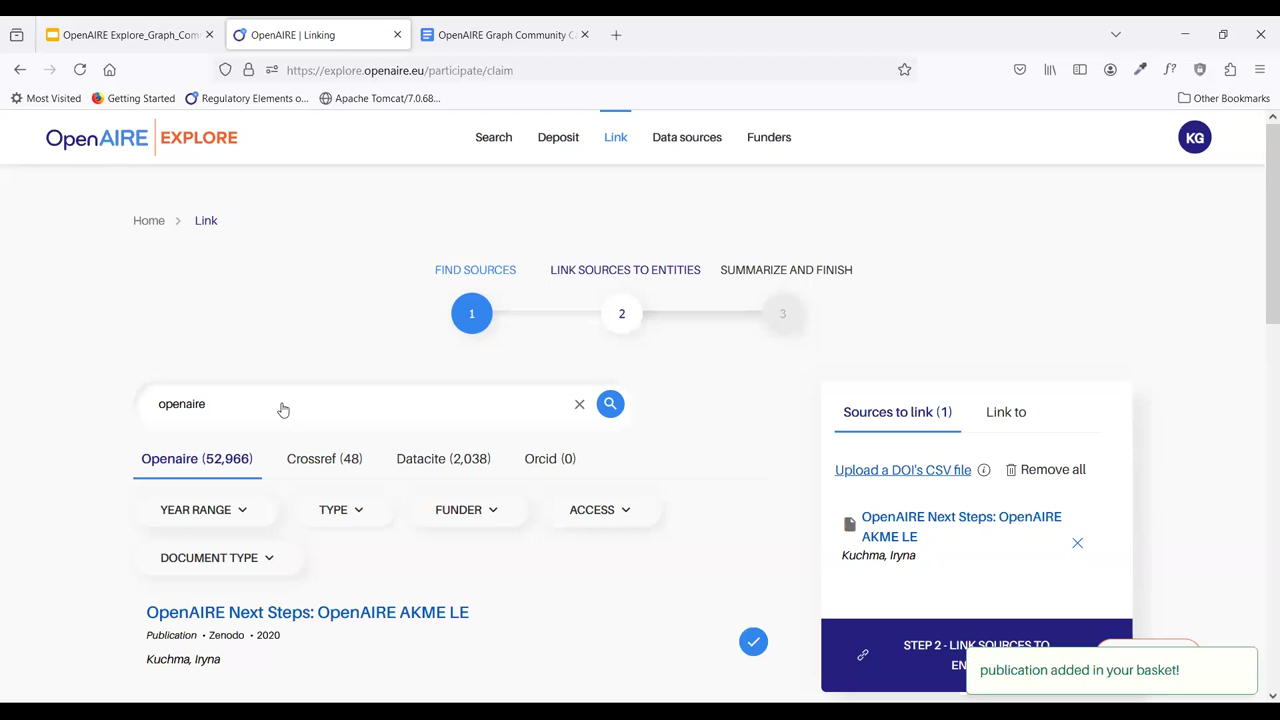 OpenAIRE Explore_Graph_Com
OpenAIRE | Linking
OpenAIRE Graph Community C
https://explore.openaire.eu/participate/claim
Most Visited
Getting Started
Regulatory Elements o...
Apache Tomcat/7.0.68...
Other Bookmarks
OpenAIRE EXPLORE
Search
Deposit
Link
Data sources
Funders
KG
Home > Link
FIND SOURCES
LINK SOURCES TO ENTITIES
SUMMARIZE AND FINISH
1
2
3
openaire
Openaire (52,966)
Crossref (48)
Datacite (2,038)
Orcid (0)
YEAR RANGE
TYPE
FUNDER
ACCESS
DOCUMENT TYPE
OpenAIRE Next Steps: OpenAIRE AKME LE
Publication • Zenodo • 2020
Kuchma, Iryna
Sources to link (1)
Link to
Upload a DOI's CSV file
Remove all
OpenAIRE Next Steps: OpenAIRE
AKME LE
Kuchma, Iryna
STEP 2 - LINK SOURCES TO
EN
publication added in your basket!